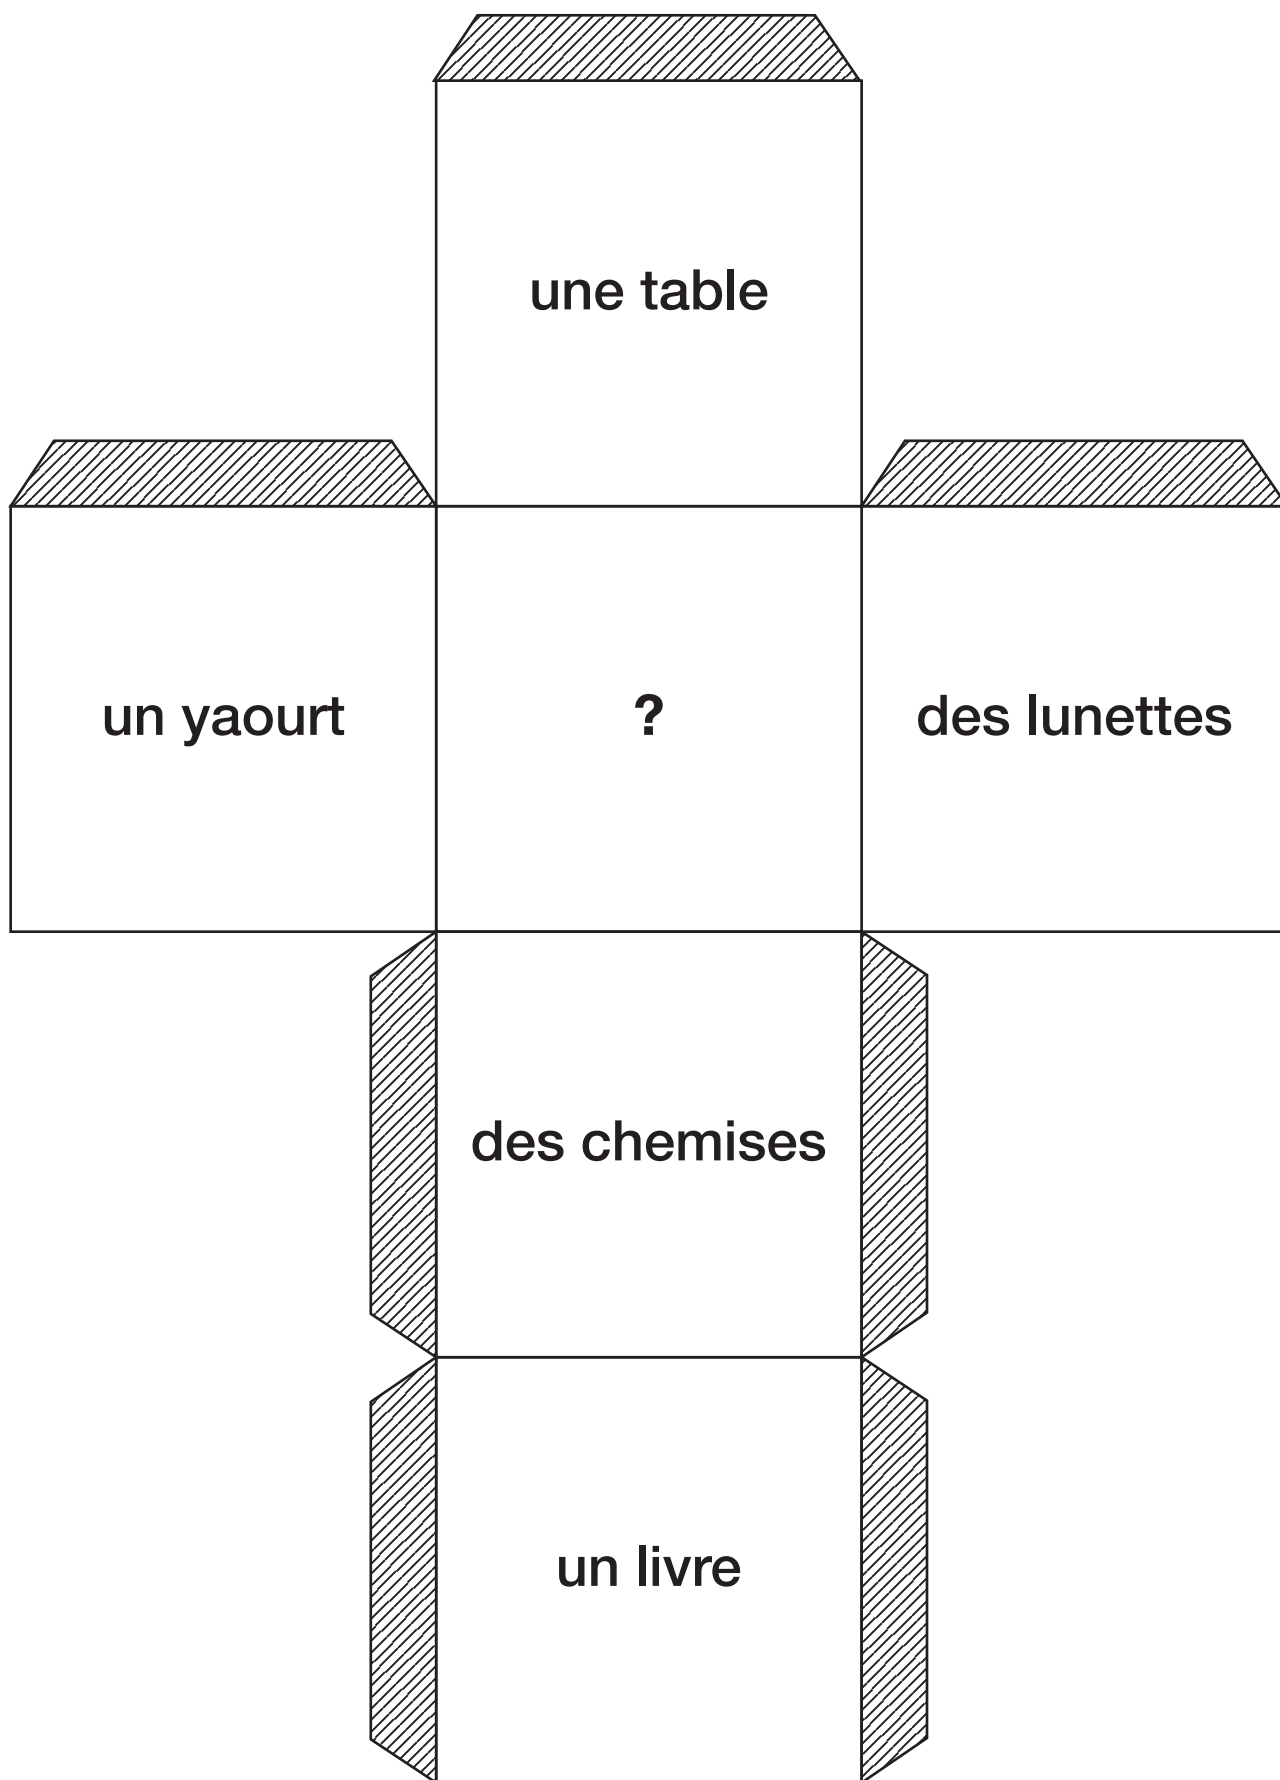 une table
un yaourt
?
des lunettes
des chemises
un livre